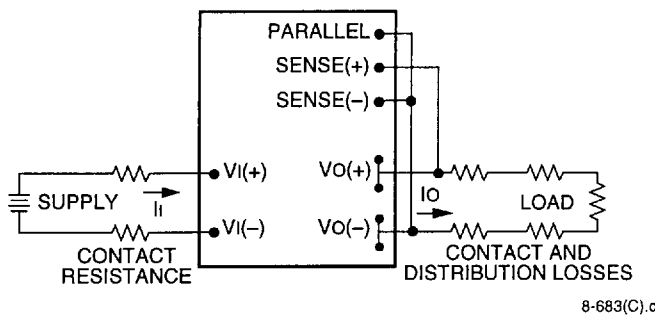 PARALLEL
SENSE(+)
SENSE(–)
VI(+)
VO(+)
SUPPLY
II
IO
LOAD
VI(–)
VO(–)
CONTACT
RESISTANCE
CONTACT AND
DISTRIBUTION LOSSES